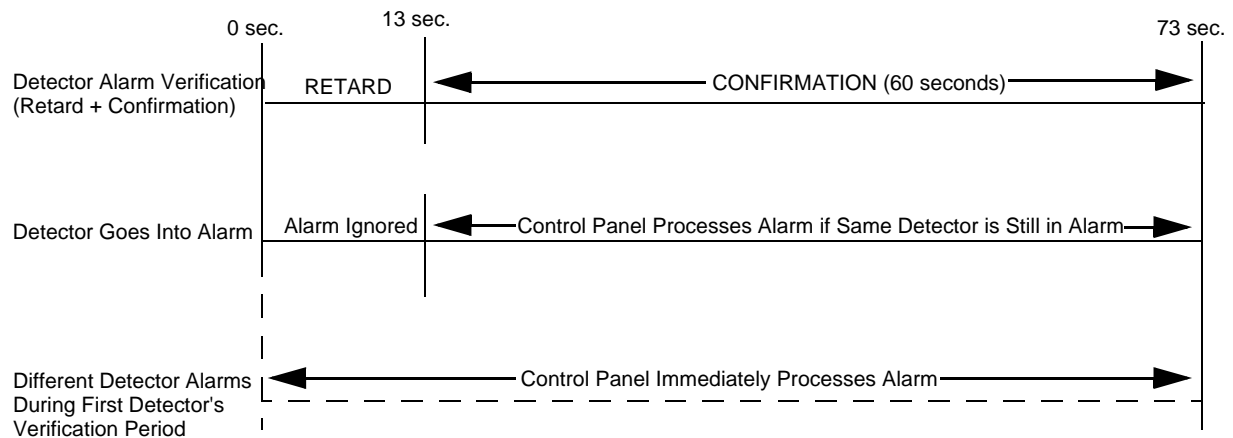 0 sec.
13 sec.
73 sec.
Detector Alarm Verification
(Retard + Confirmation)
RETARD
CONFIRMATION (60 seconds)
Detector Goes Into Alarm
Alarm Ignored
Control Panel Processes Alarm if Same Detector is Still in Alarm
Different Detector Alarms
During First Detector's
Verification Period
Control Panel Immediately Processes Alarm